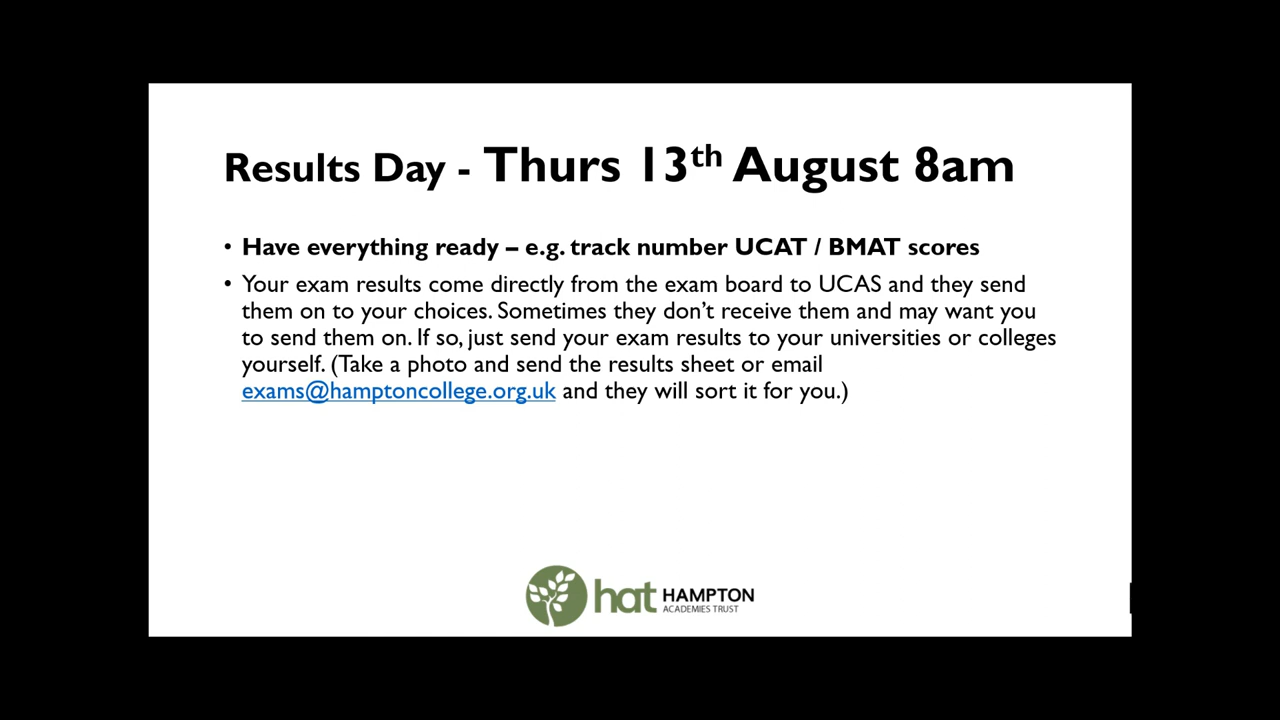 Results Day - Thurs 13th August 8am
• Have everything ready – e.g. track number UCAT / BMAT scores
• Your exam results come directly from the exam board to UCAS and they send
them on to your choices. Sometimes they don’t receive them and may want you
to send them on. If so, just send your exam results to your universities or colleges
yourself. (Take a photo and send the results sheet or email
exams@hamptoncollege.org.uk and they will sort it for you.)
hat HAMPTON
ACADEMIES TRUST